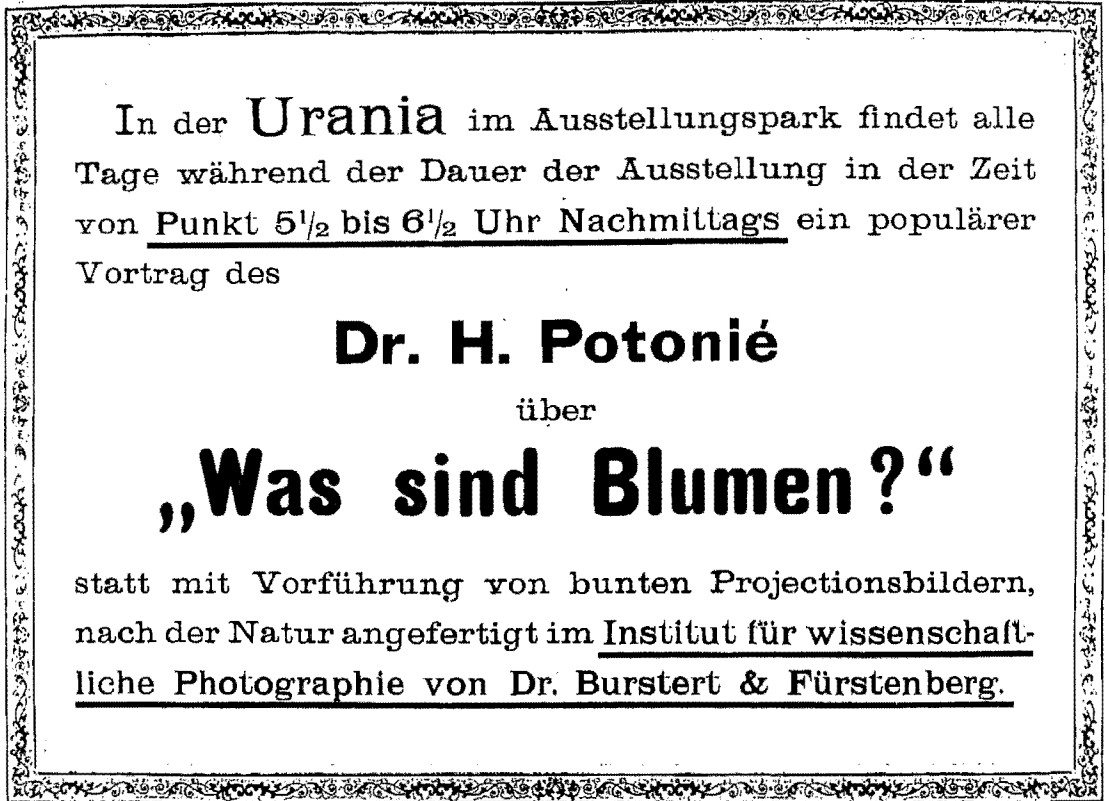 In der Urania im Ausstellungspark findet alle
Tage während der Dauer der Ausstellung in der Zeit
von Punkt 5½ bis 6½ Uhr Nachmittags ein populärer
Vortrag des
Dr. H. Potonié
über
„Was sind Blumen?“
statt mit Vorführung von bunten Projectionsbildern,
nach der Natur angefertigt im Institut für wissenschaft-
liche Photographie von Dr. Burstert & Fürstenberg.